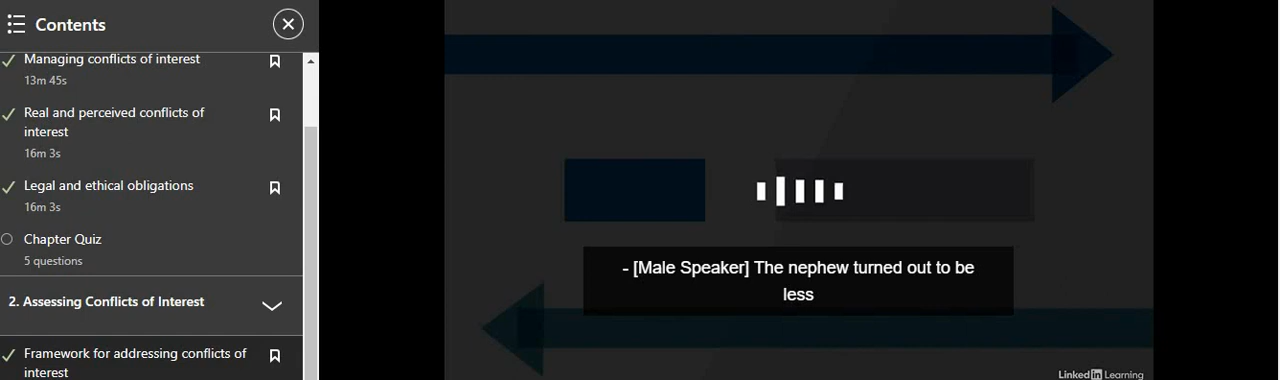 Contents
Managing conflicts of interest
13m 45s
Real and perceived conflicts of
interest
16m 3s
Legal and ethical obligations
16m 3s
Chapter Quiz
5 questions
2. Assessing Conflicts of Interest
Framework for addressing conflicts of
interest
- [Male Speaker] The nephew turned out to be
less
Linked in Learning